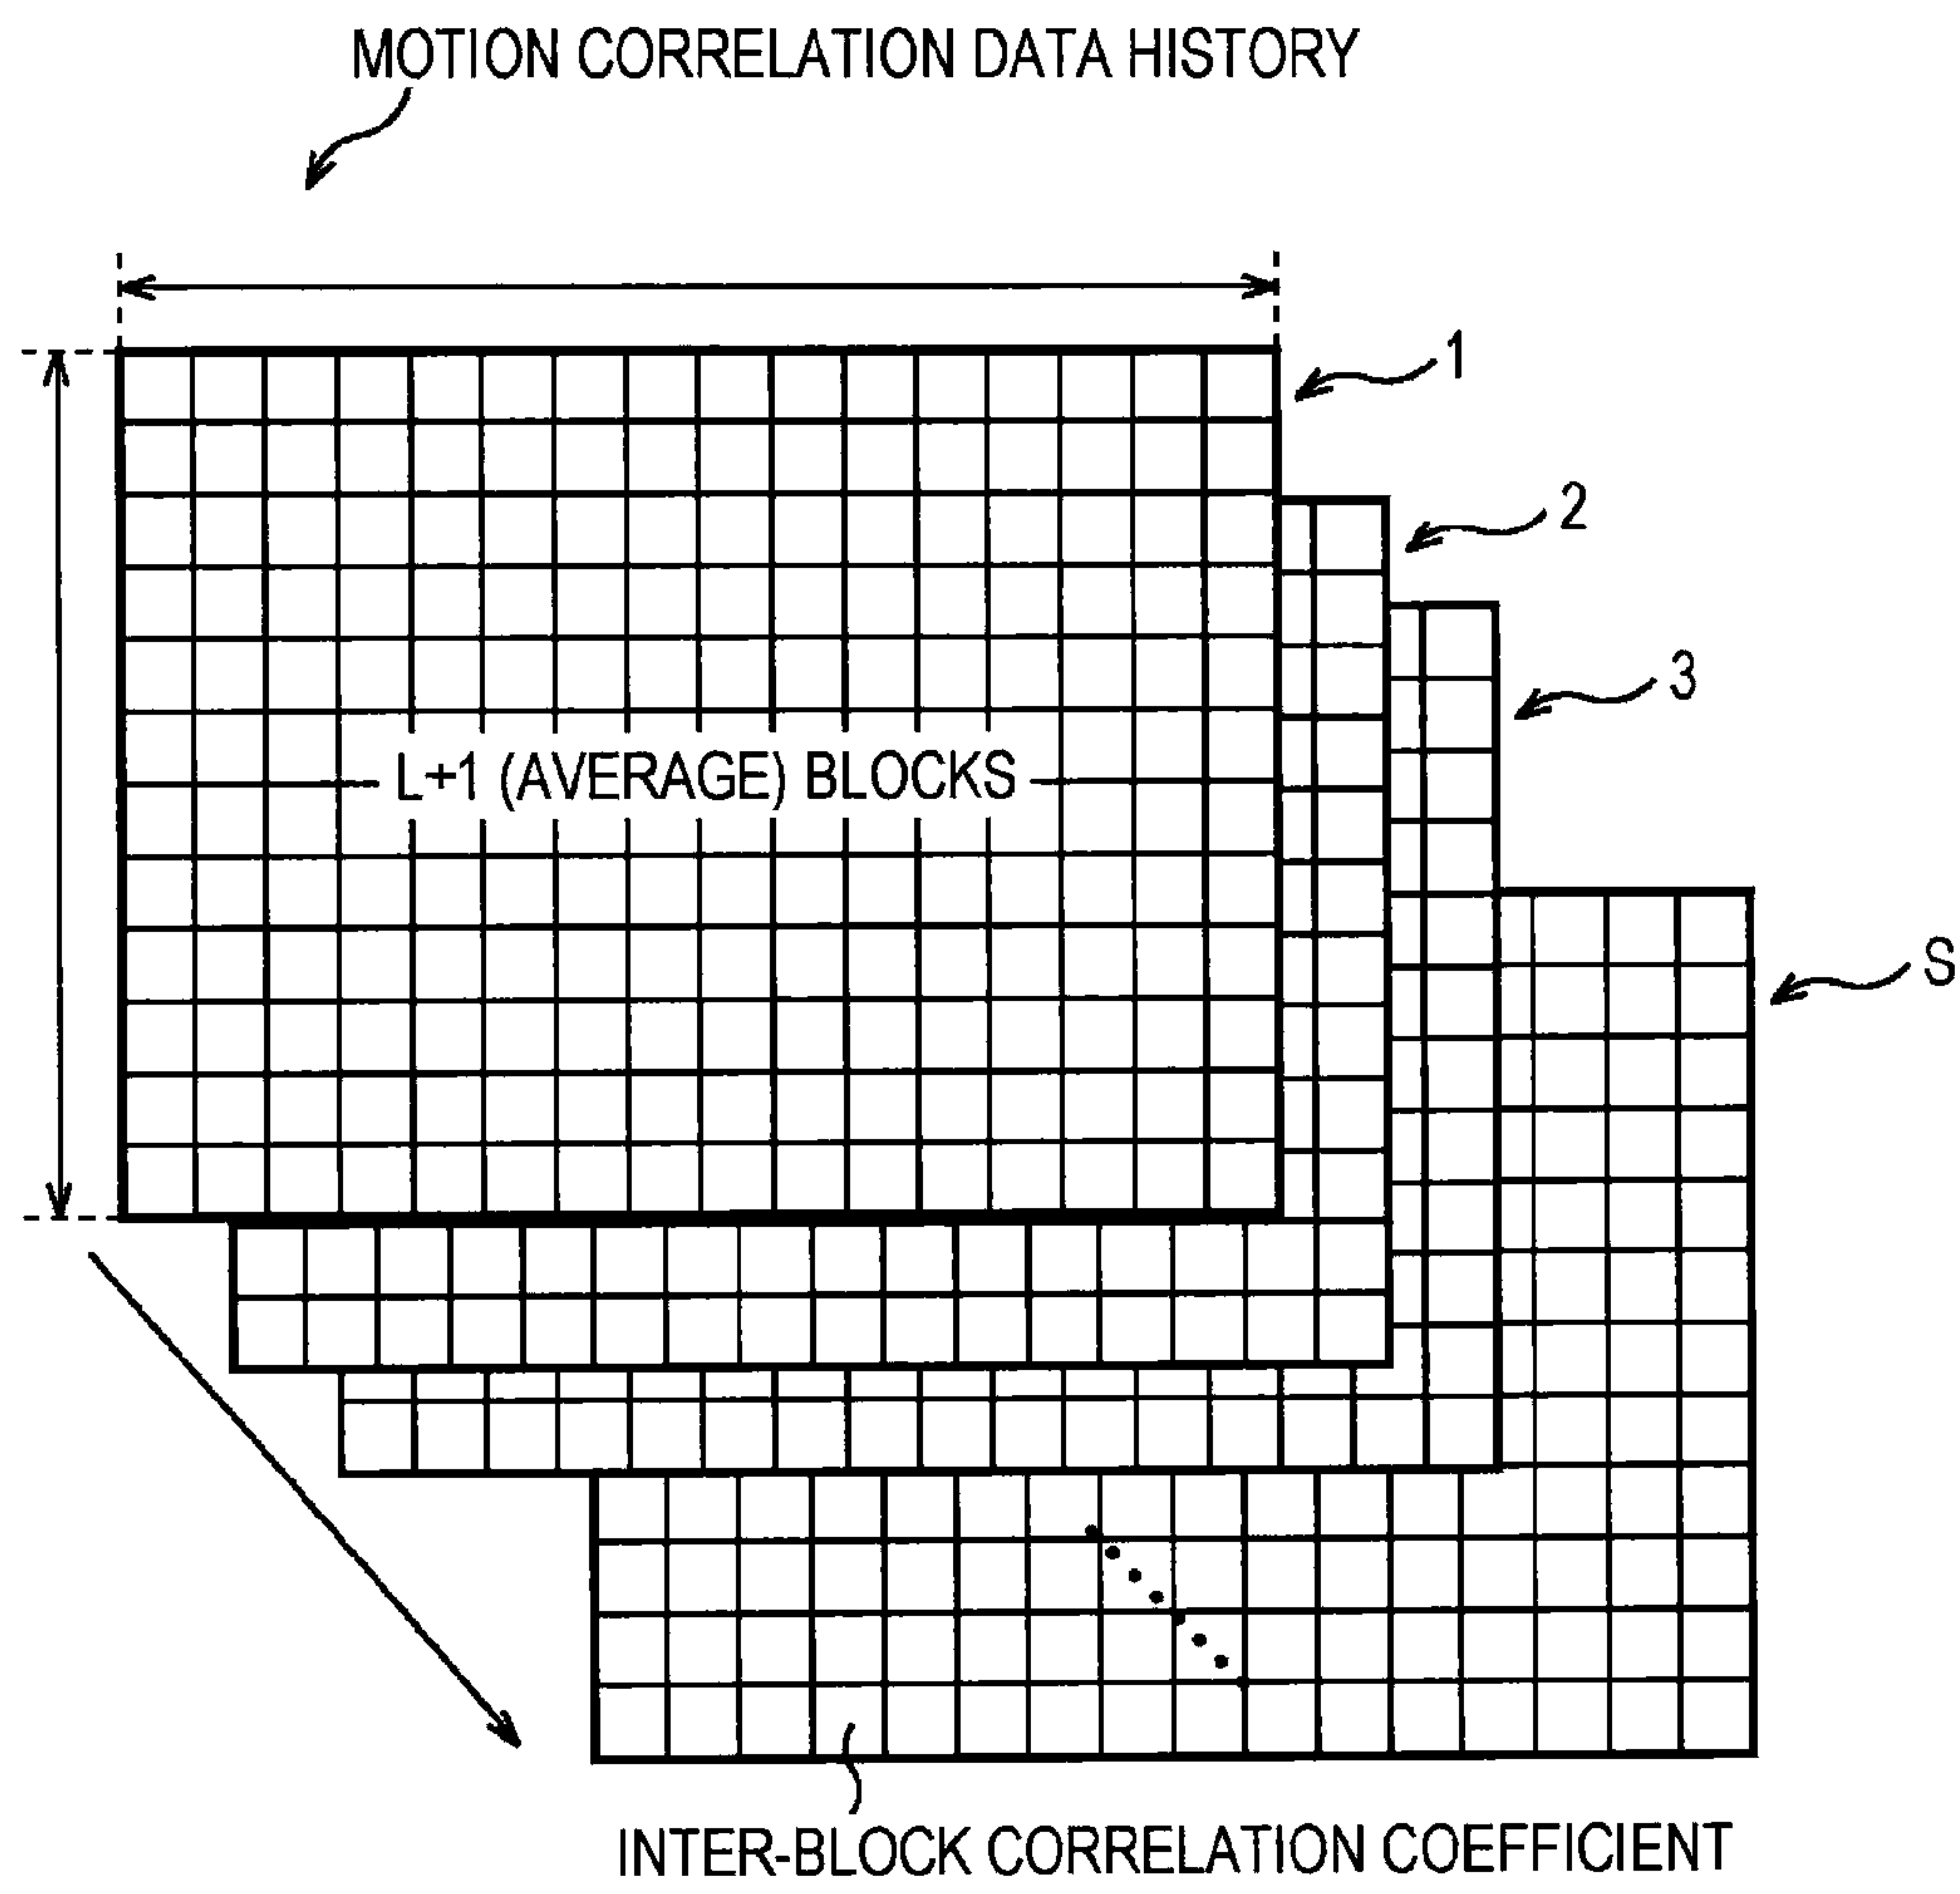 MOTION CORRELATION DATA HISTORY
1
2
3
L+1 (AVERAGE) BLOCKS
S
INTER-BLOCK CORRELATION COEFFICIENT